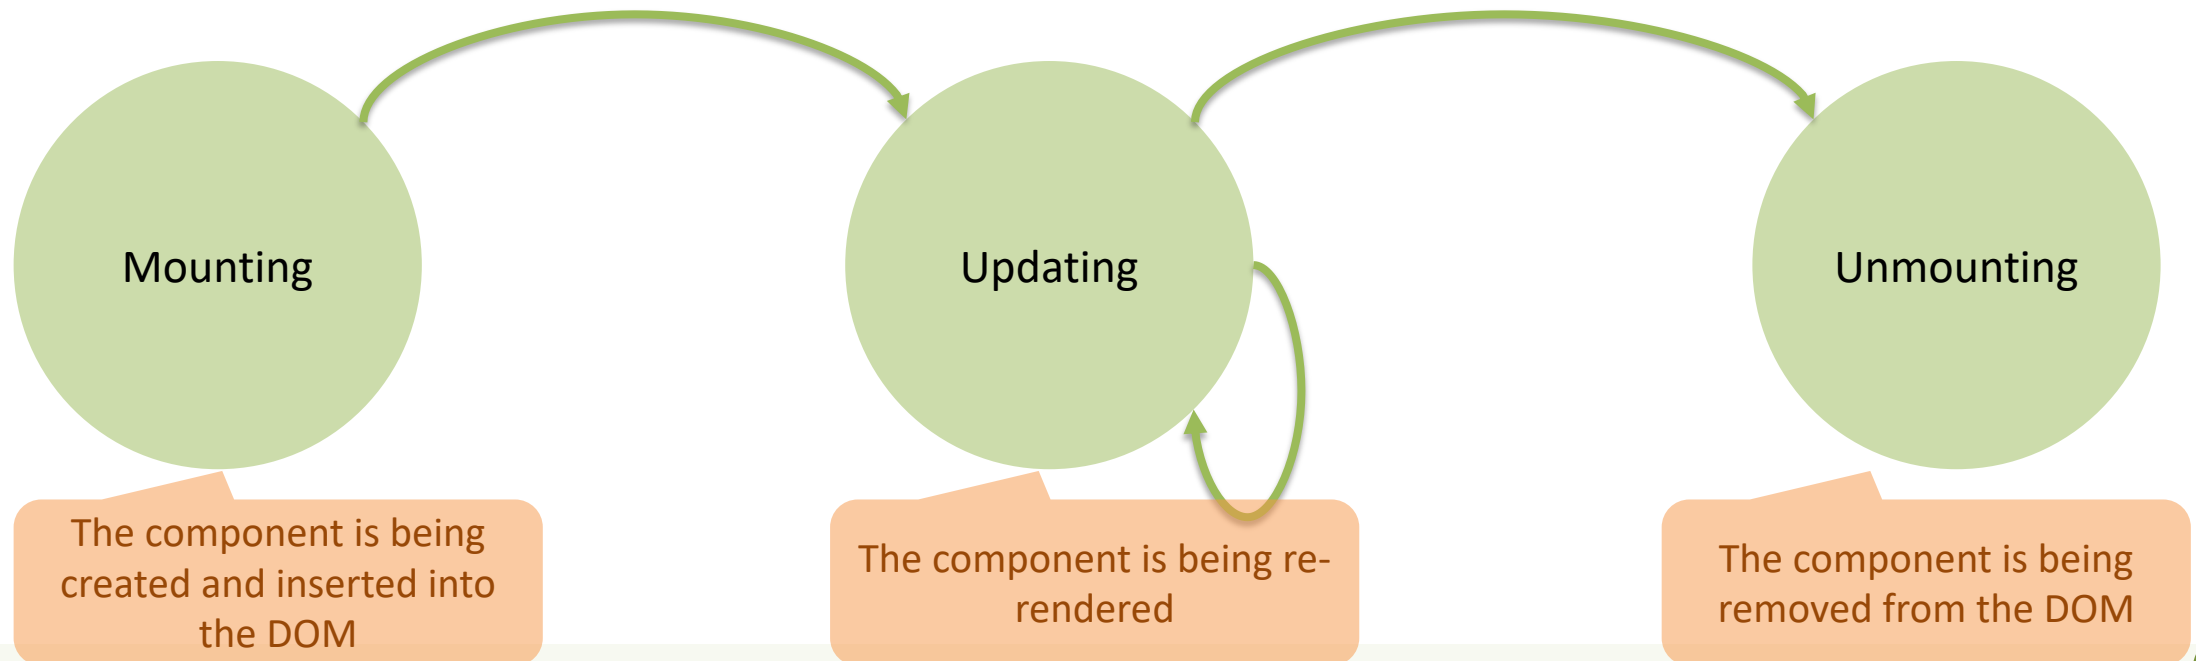 Mounting
Updating
Unmounting
The component is being
created and inserted into
the DOM
The component is being re-
rendered
The component is being
removed from the DOM